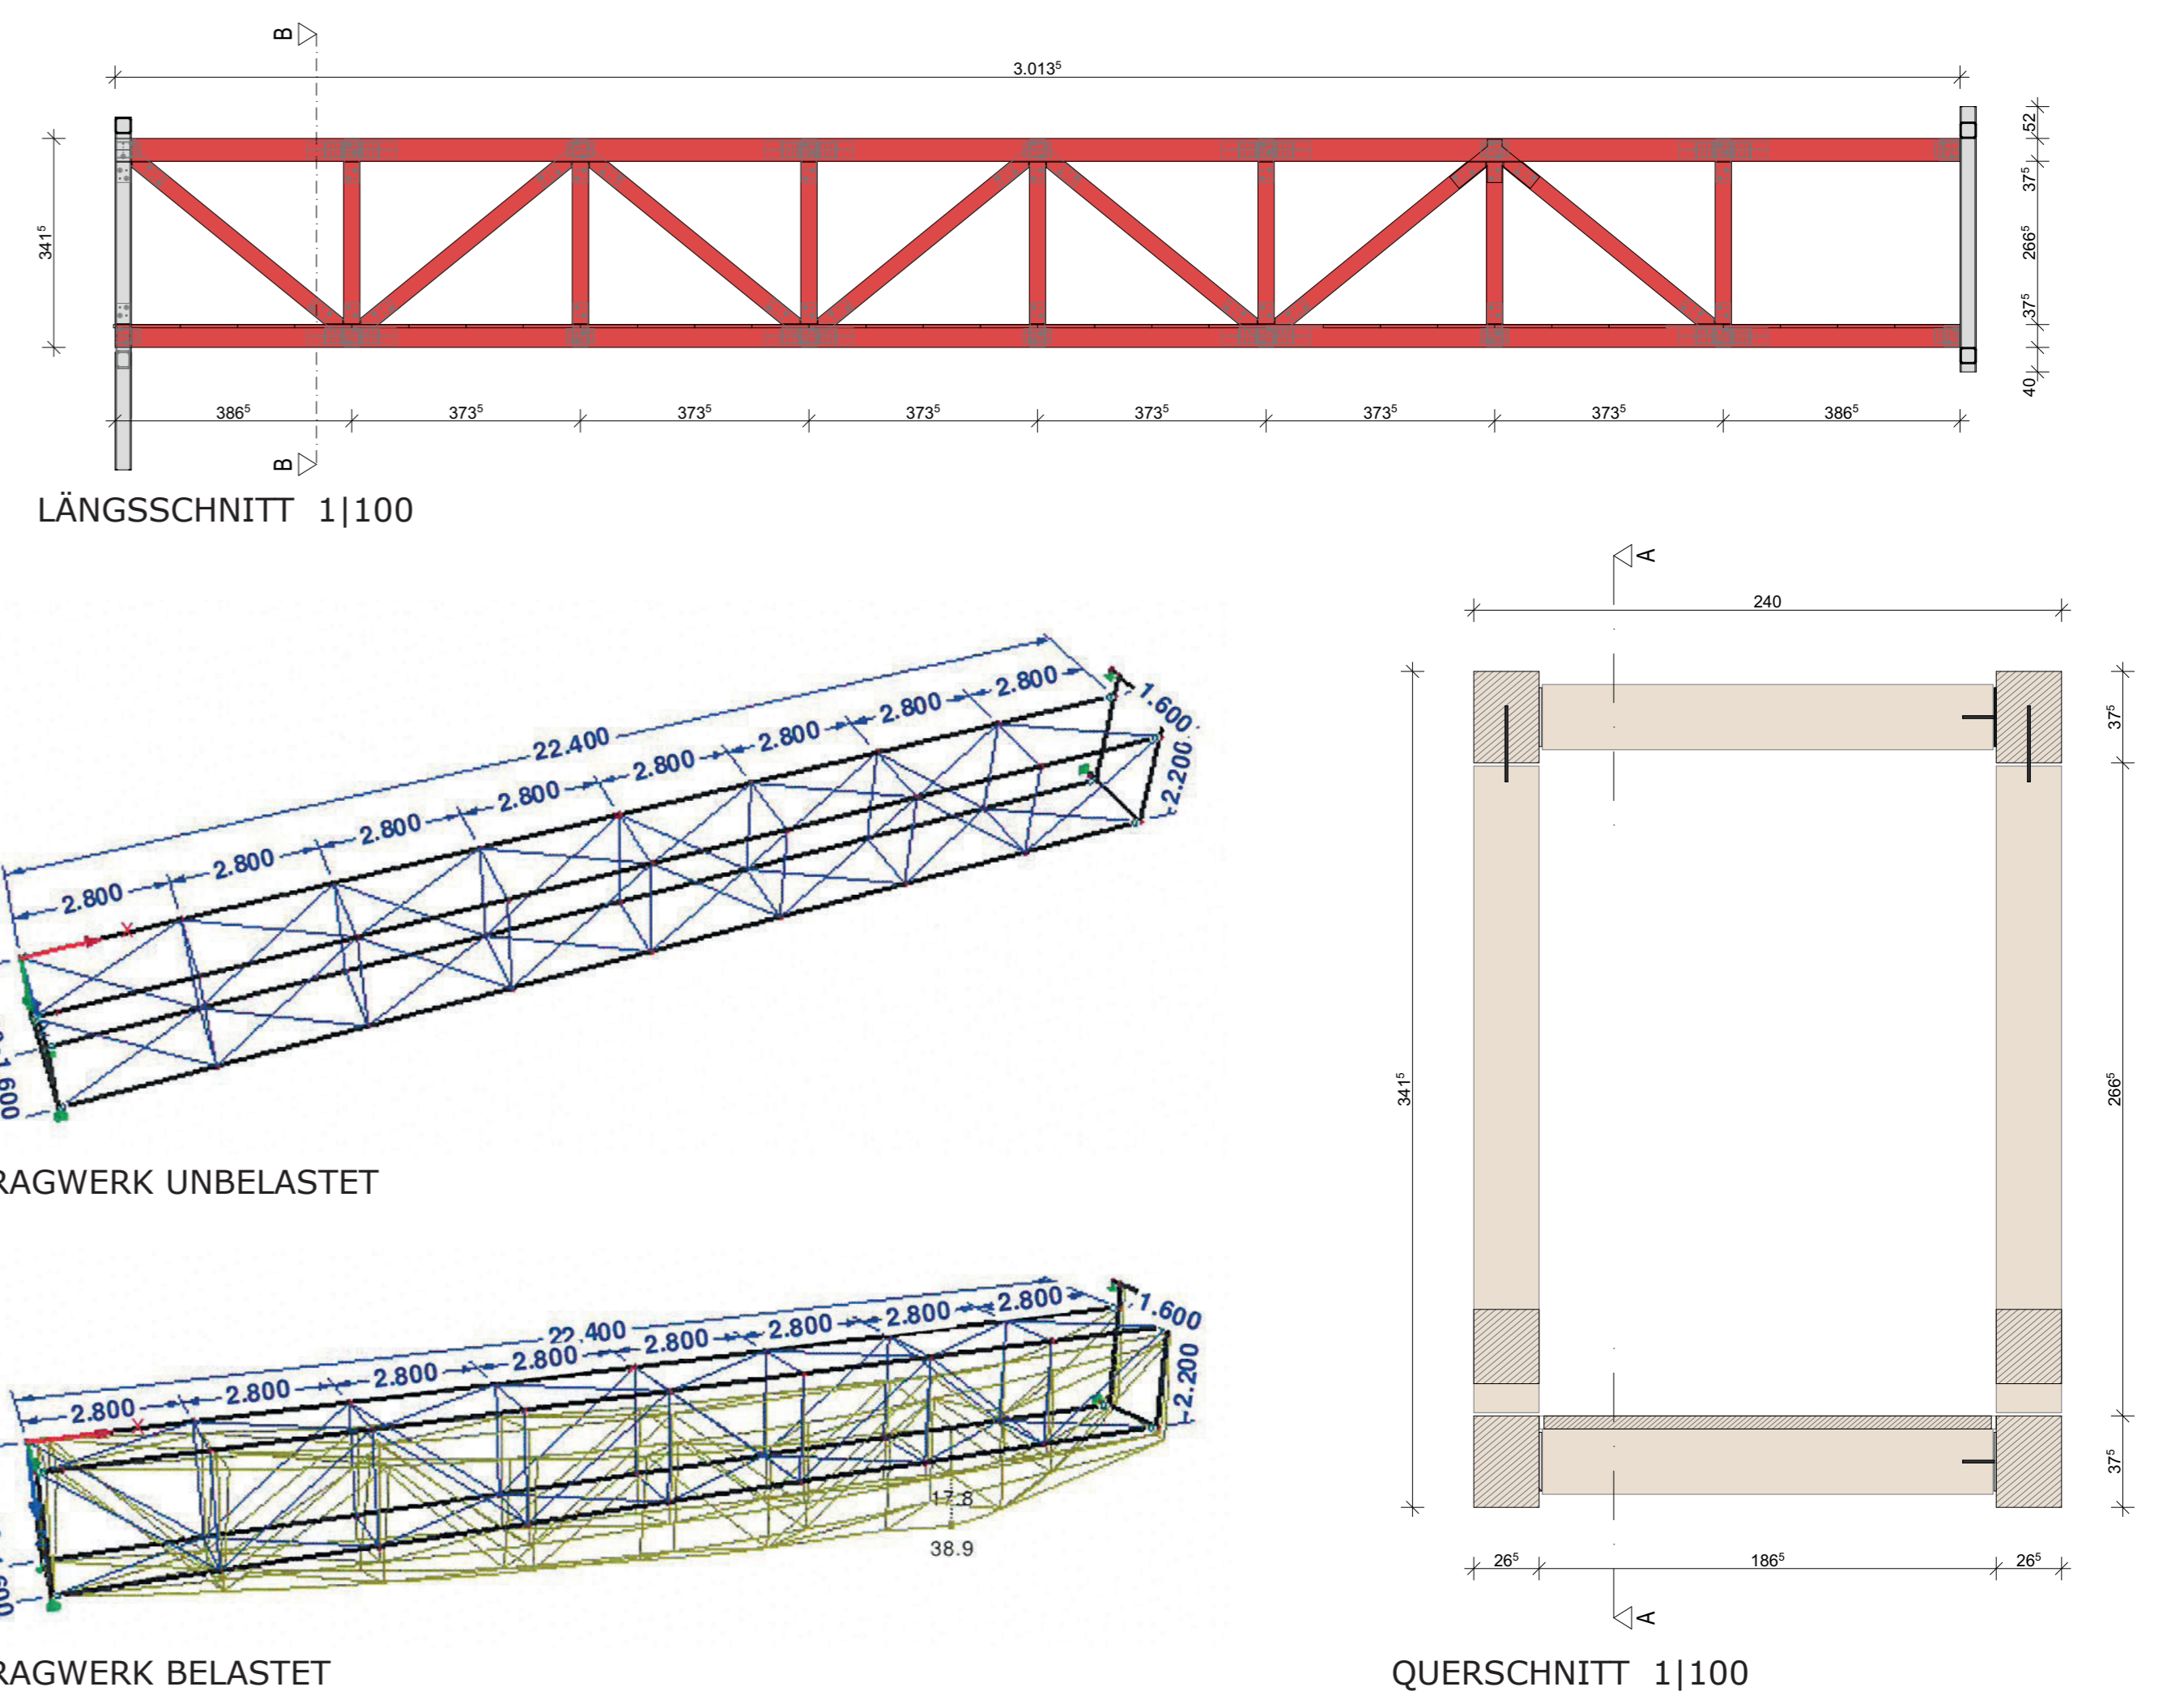 B
3.013⁵
52
37⁵
266⁵
37⁵
40
341⁵
386⁵ 373⁵ 373⁵ 373⁵ 373⁵ 373⁵ 373⁵ 386⁵
B
LÄNGSSCHNITT 1|100
A
240
341⁵
37⁵
266⁵
37⁵
26⁵ 186⁵ 26⁵
A
QUERSCHNITT 1|100
22.400
2.800 2.800 2.800 2.800 2.800 2.800 2.800 2.800
1.600
2.200
X
1.600
RAGWERK UNBELASTET
22.400
2.800 2.800 2.800 2.800 2.800 2.800 2.800 2.800
1.600
2.200
X
17.8
38.9
RAGWERK BELASTET